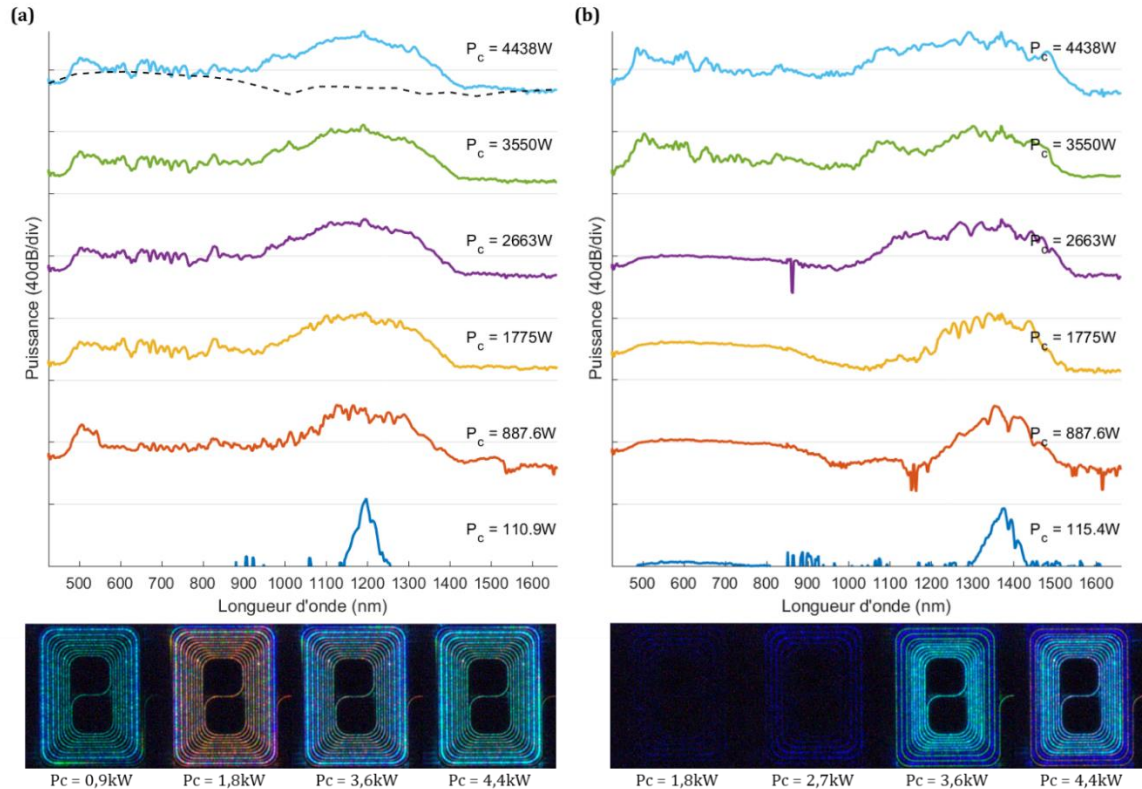 (a)
P_c = 4438W
P_c = 3550W
P_c = 2663W
P_c = 1775W
P_c = 887.6W
P_c = 110.9W
Puissance (40dB/div)
500 600 700 800 900 1000 1100 1200 1300 1400 1500 1600
Longueur d'onde (nm)
Pc = 0,9kW Pc = 1,8kW Pc = 3,6kW Pc = 4,4kW
(b)
P_c = 4438W
P_c = 3550W
P_c = 2663W
P_c = 1775W
P_c = 887.6W
P_c = 115.4W
Puissance (40dB/div)
500 600 700 800 900 1000 1100 1200 1300 1400 1500 1600
Longueur d'onde (nm)
Pc = 1,8kW Pc = 2,7kW Pc = 3,6kW Pc = 4,4kW